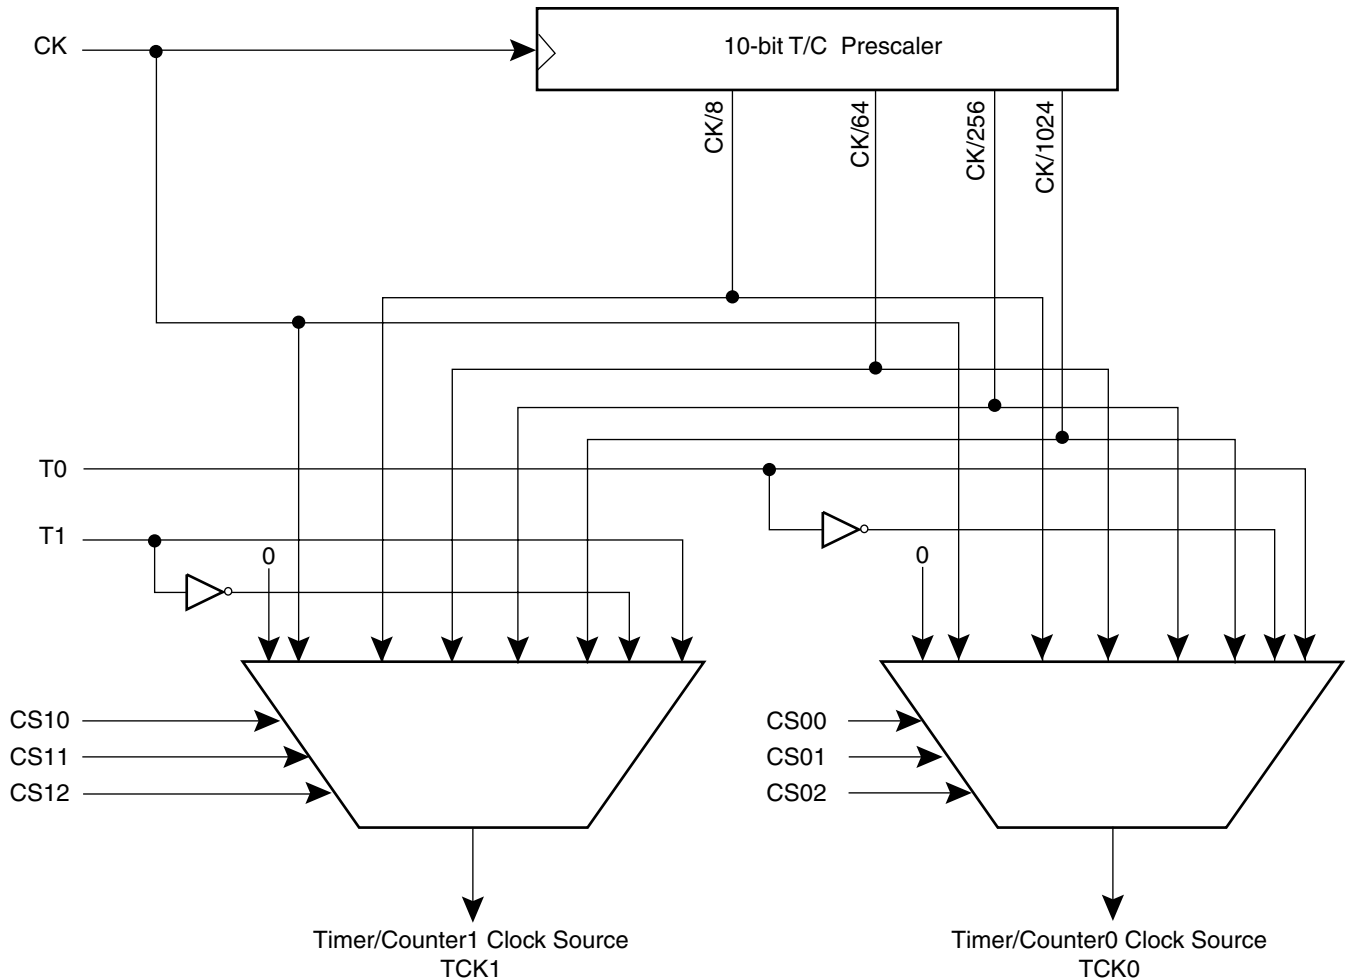 CK
10-bit T/C Prescaler
CK/8
CK/64
CK/256
CK/1024
T0
T1
0
0
CS10
CS11
CS12
CS00
CS01
CS02
Timer/Counter1 Clock Source
TCK1
Timer/Counter0 Clock Source
TCK0